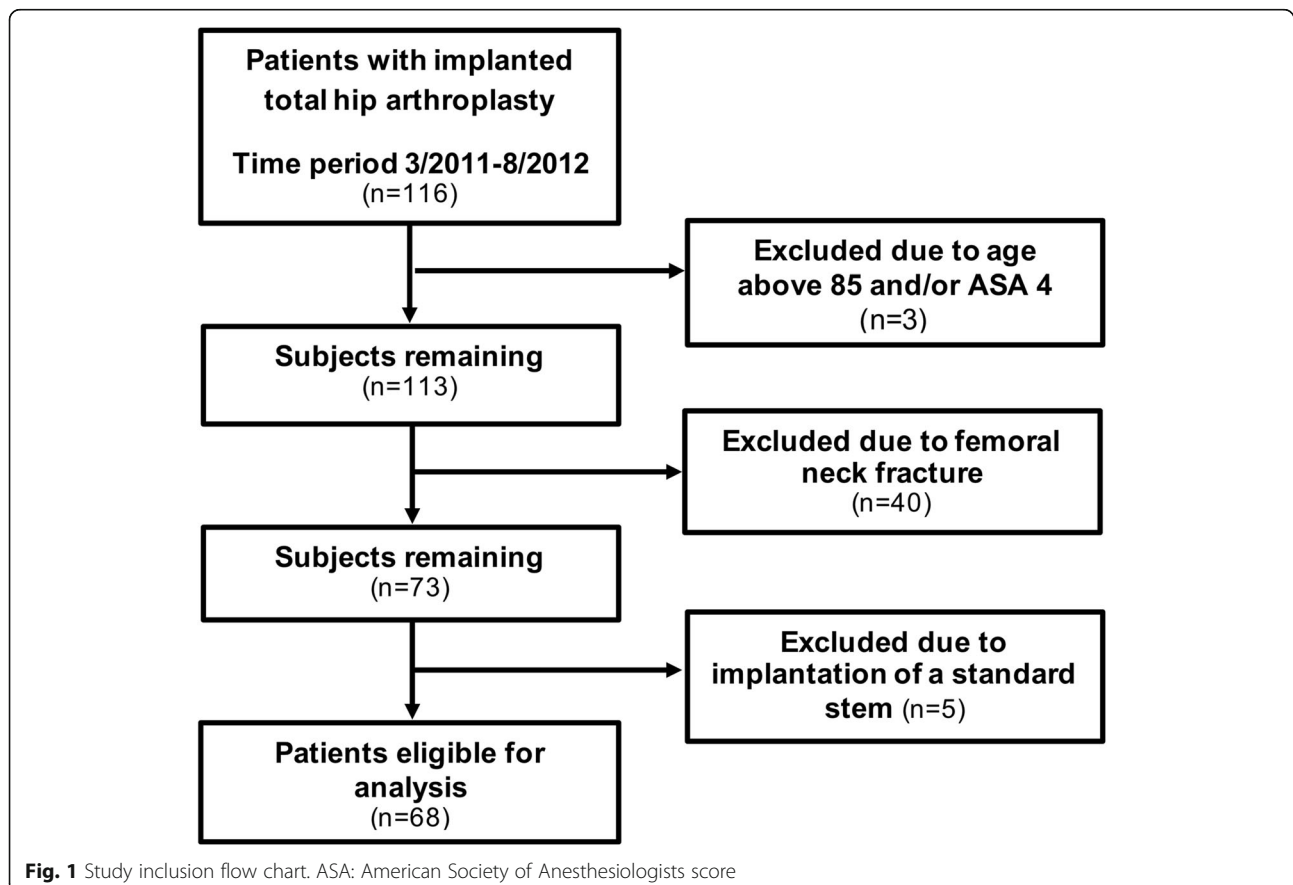 Patients with implanted
total hip arthroplasty
Time period 3/2011-8/2012
(n=116)
Excluded due to age
above 85 and/or ASA 4
(n=3)
Subjects remaining
(n=113)
Excluded due to femoral
neck fracture
(n=40)
Subjects remaining
(n=73)
Excluded due to
implantation of a standard
stem (n=5)
Patients eligible for
analysis
(n=68)
Fig. 1 Study inclusion flow chart. ASA: American Society of Anesthesiologists score